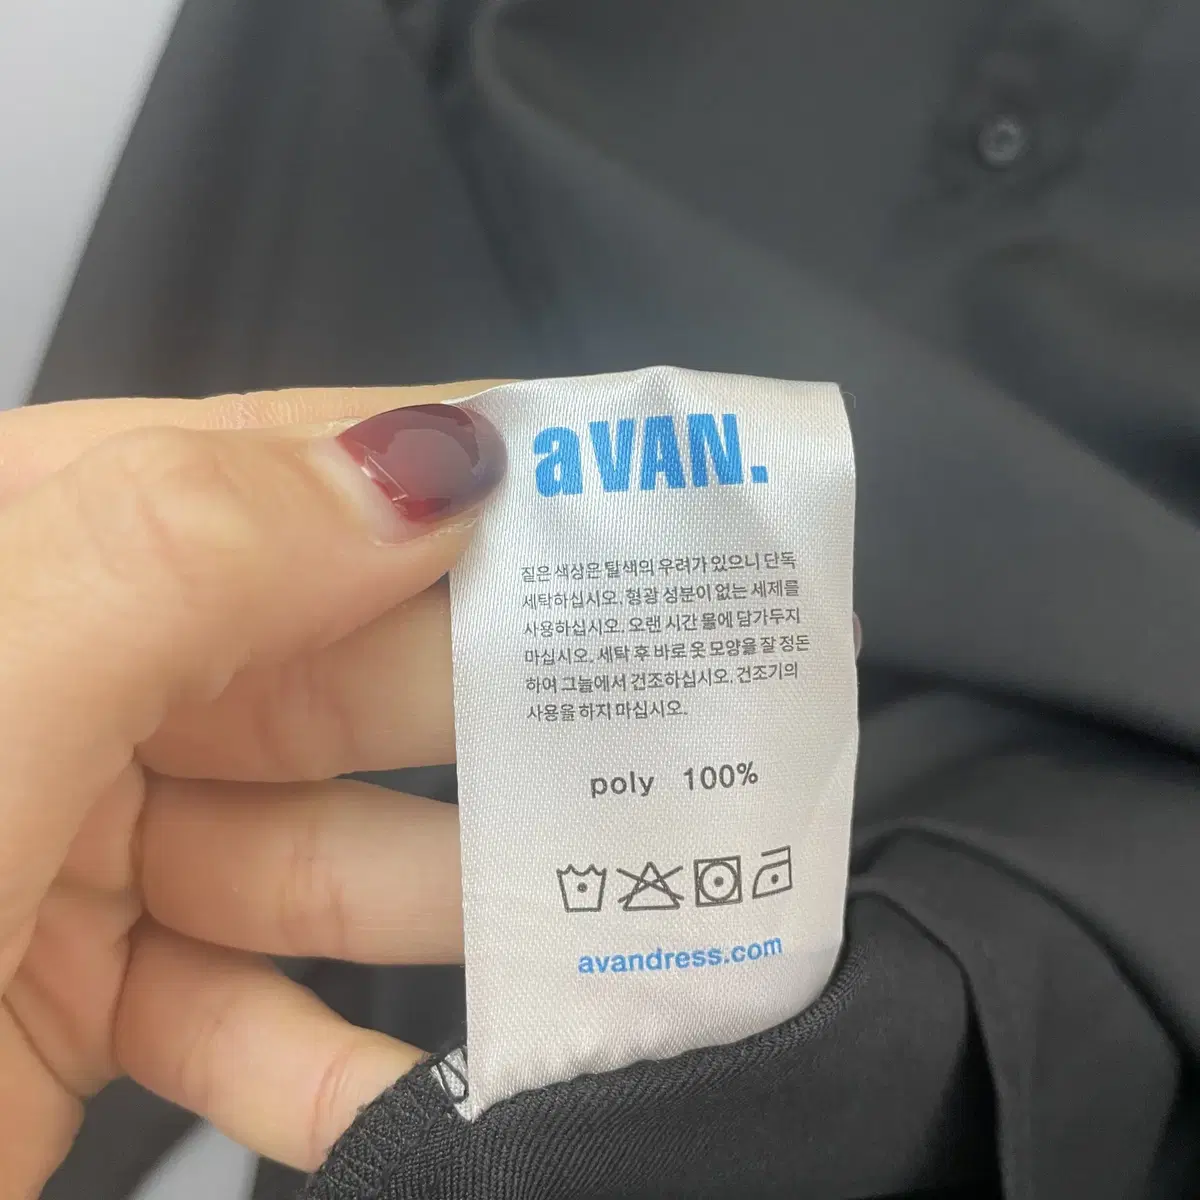 aVAN.
짙은 색상은 탈색의 우려가 있으니 단독
세탁하십시오. 형광 성분이 없는 세제를
사용하십시오. 오랜 시간 물에 담가두지
마십시오. 세탁 후 바로 옷 모양을 잘 정돈
하여 그늘에서 건조하십시오. 건조기의
사용을 하지 마십시오.
poly 100%
avandress.com